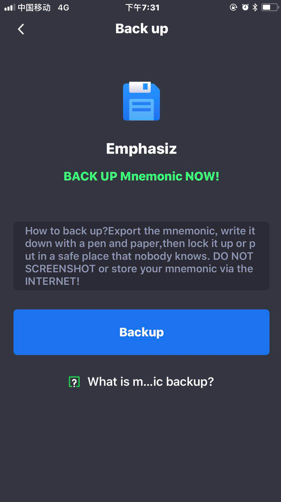 中国移动 4G 下午7:31
Back up
Emphasiz
BACK UP Mnemonic NOW!
How to back up?Export the mnemonic, write it
down with a pen and paper,then lock it up or p
ut in a safe place that nobody knows. DO NOT
SCREENSHOT or store your mnemonic via the
INTERNET!
Backup
? What is m...ic backup?